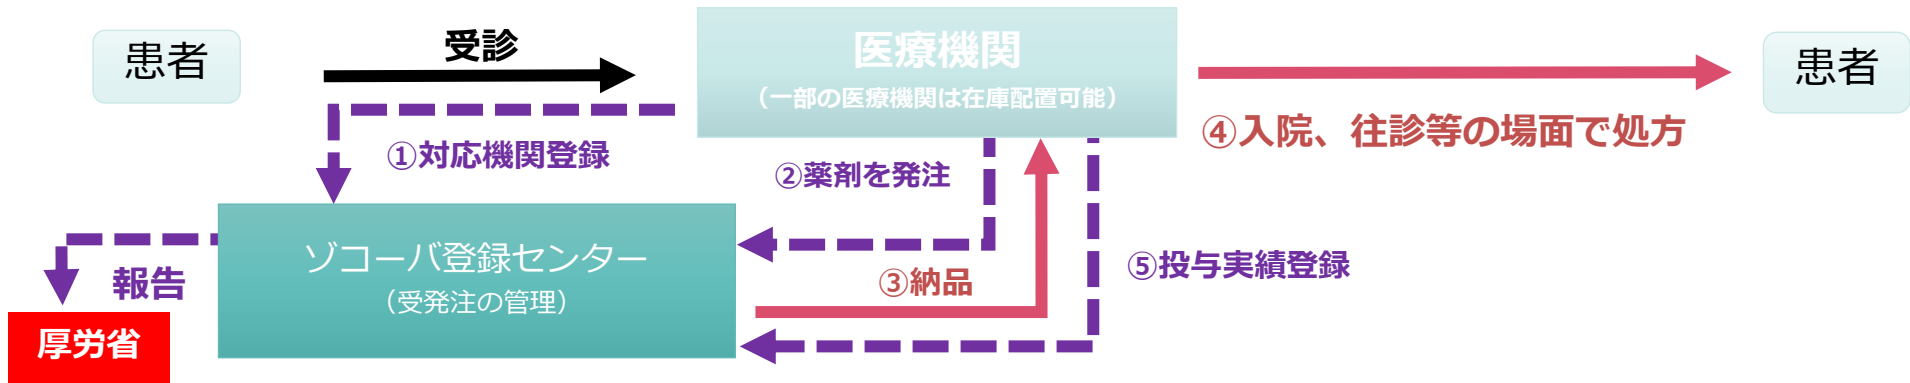 患者
受診
医療機関
（一部の医療機関は在庫配置可能）
患者
①対応機関登録
②薬剤を発注
④入院、往診等の場面で処方
ゾコーバ登録センター
（受発注の管理）
③納品
⑤投与実績登録
報告
厚労省